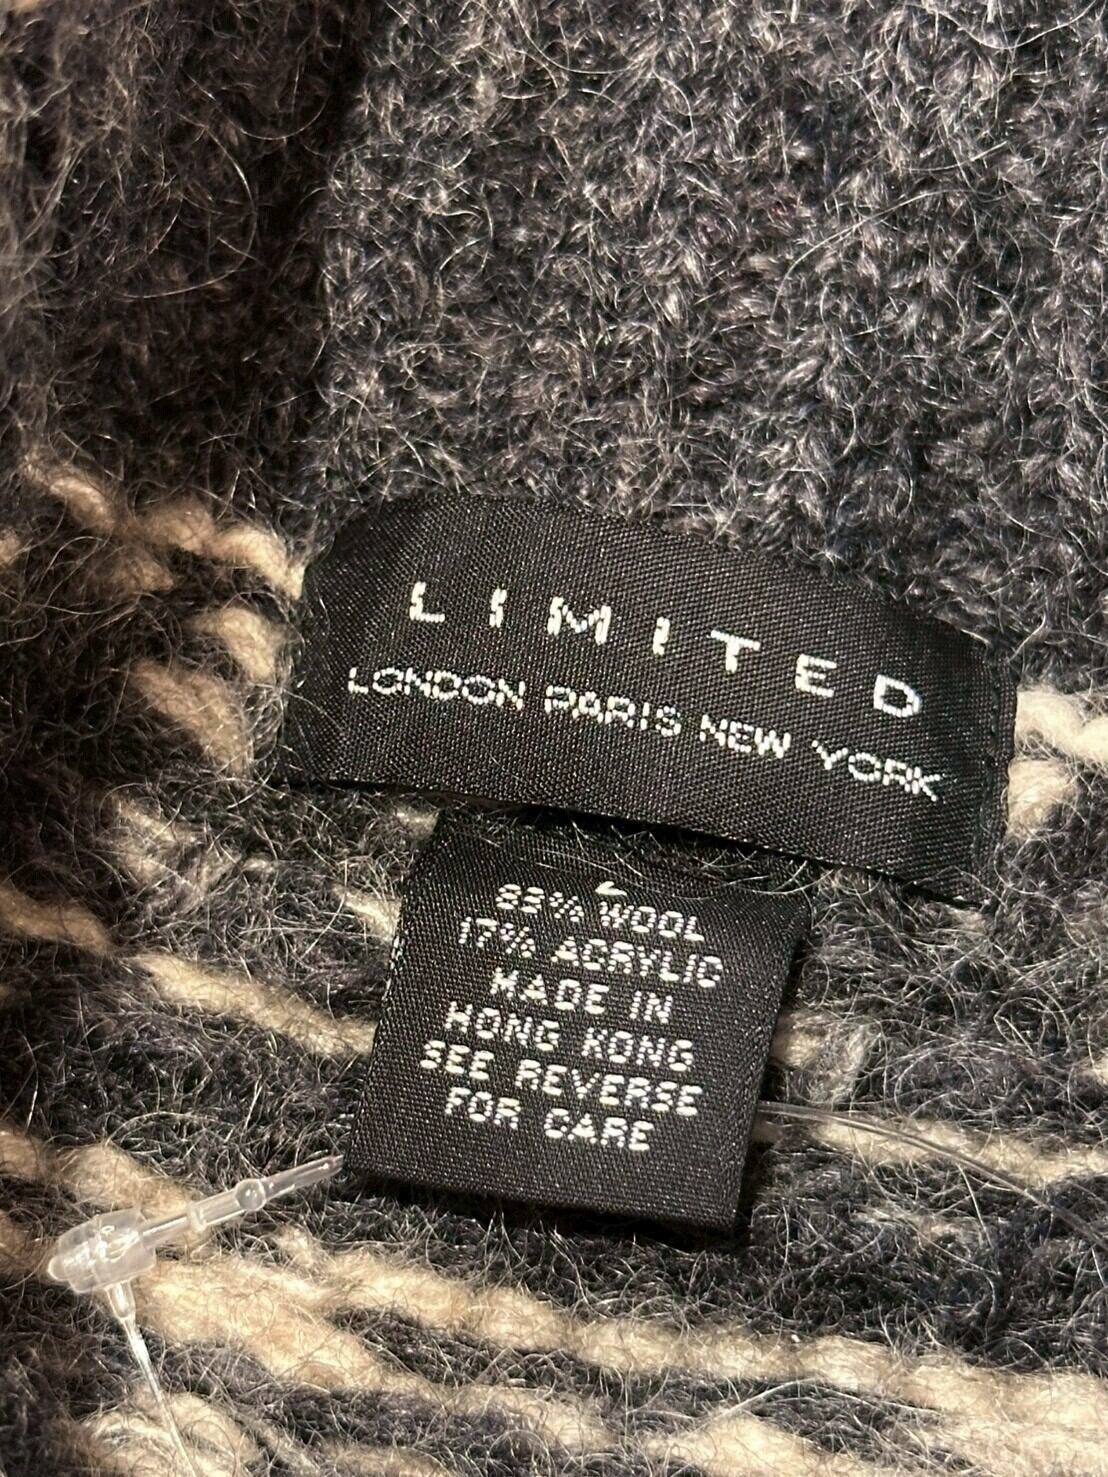 LIMITED
LONDON PARIS NEW YORK
L
83% WOOL
17% ACRYLIC
MADE IN
HONG KONG
SEE REVERSE
FOR CARE